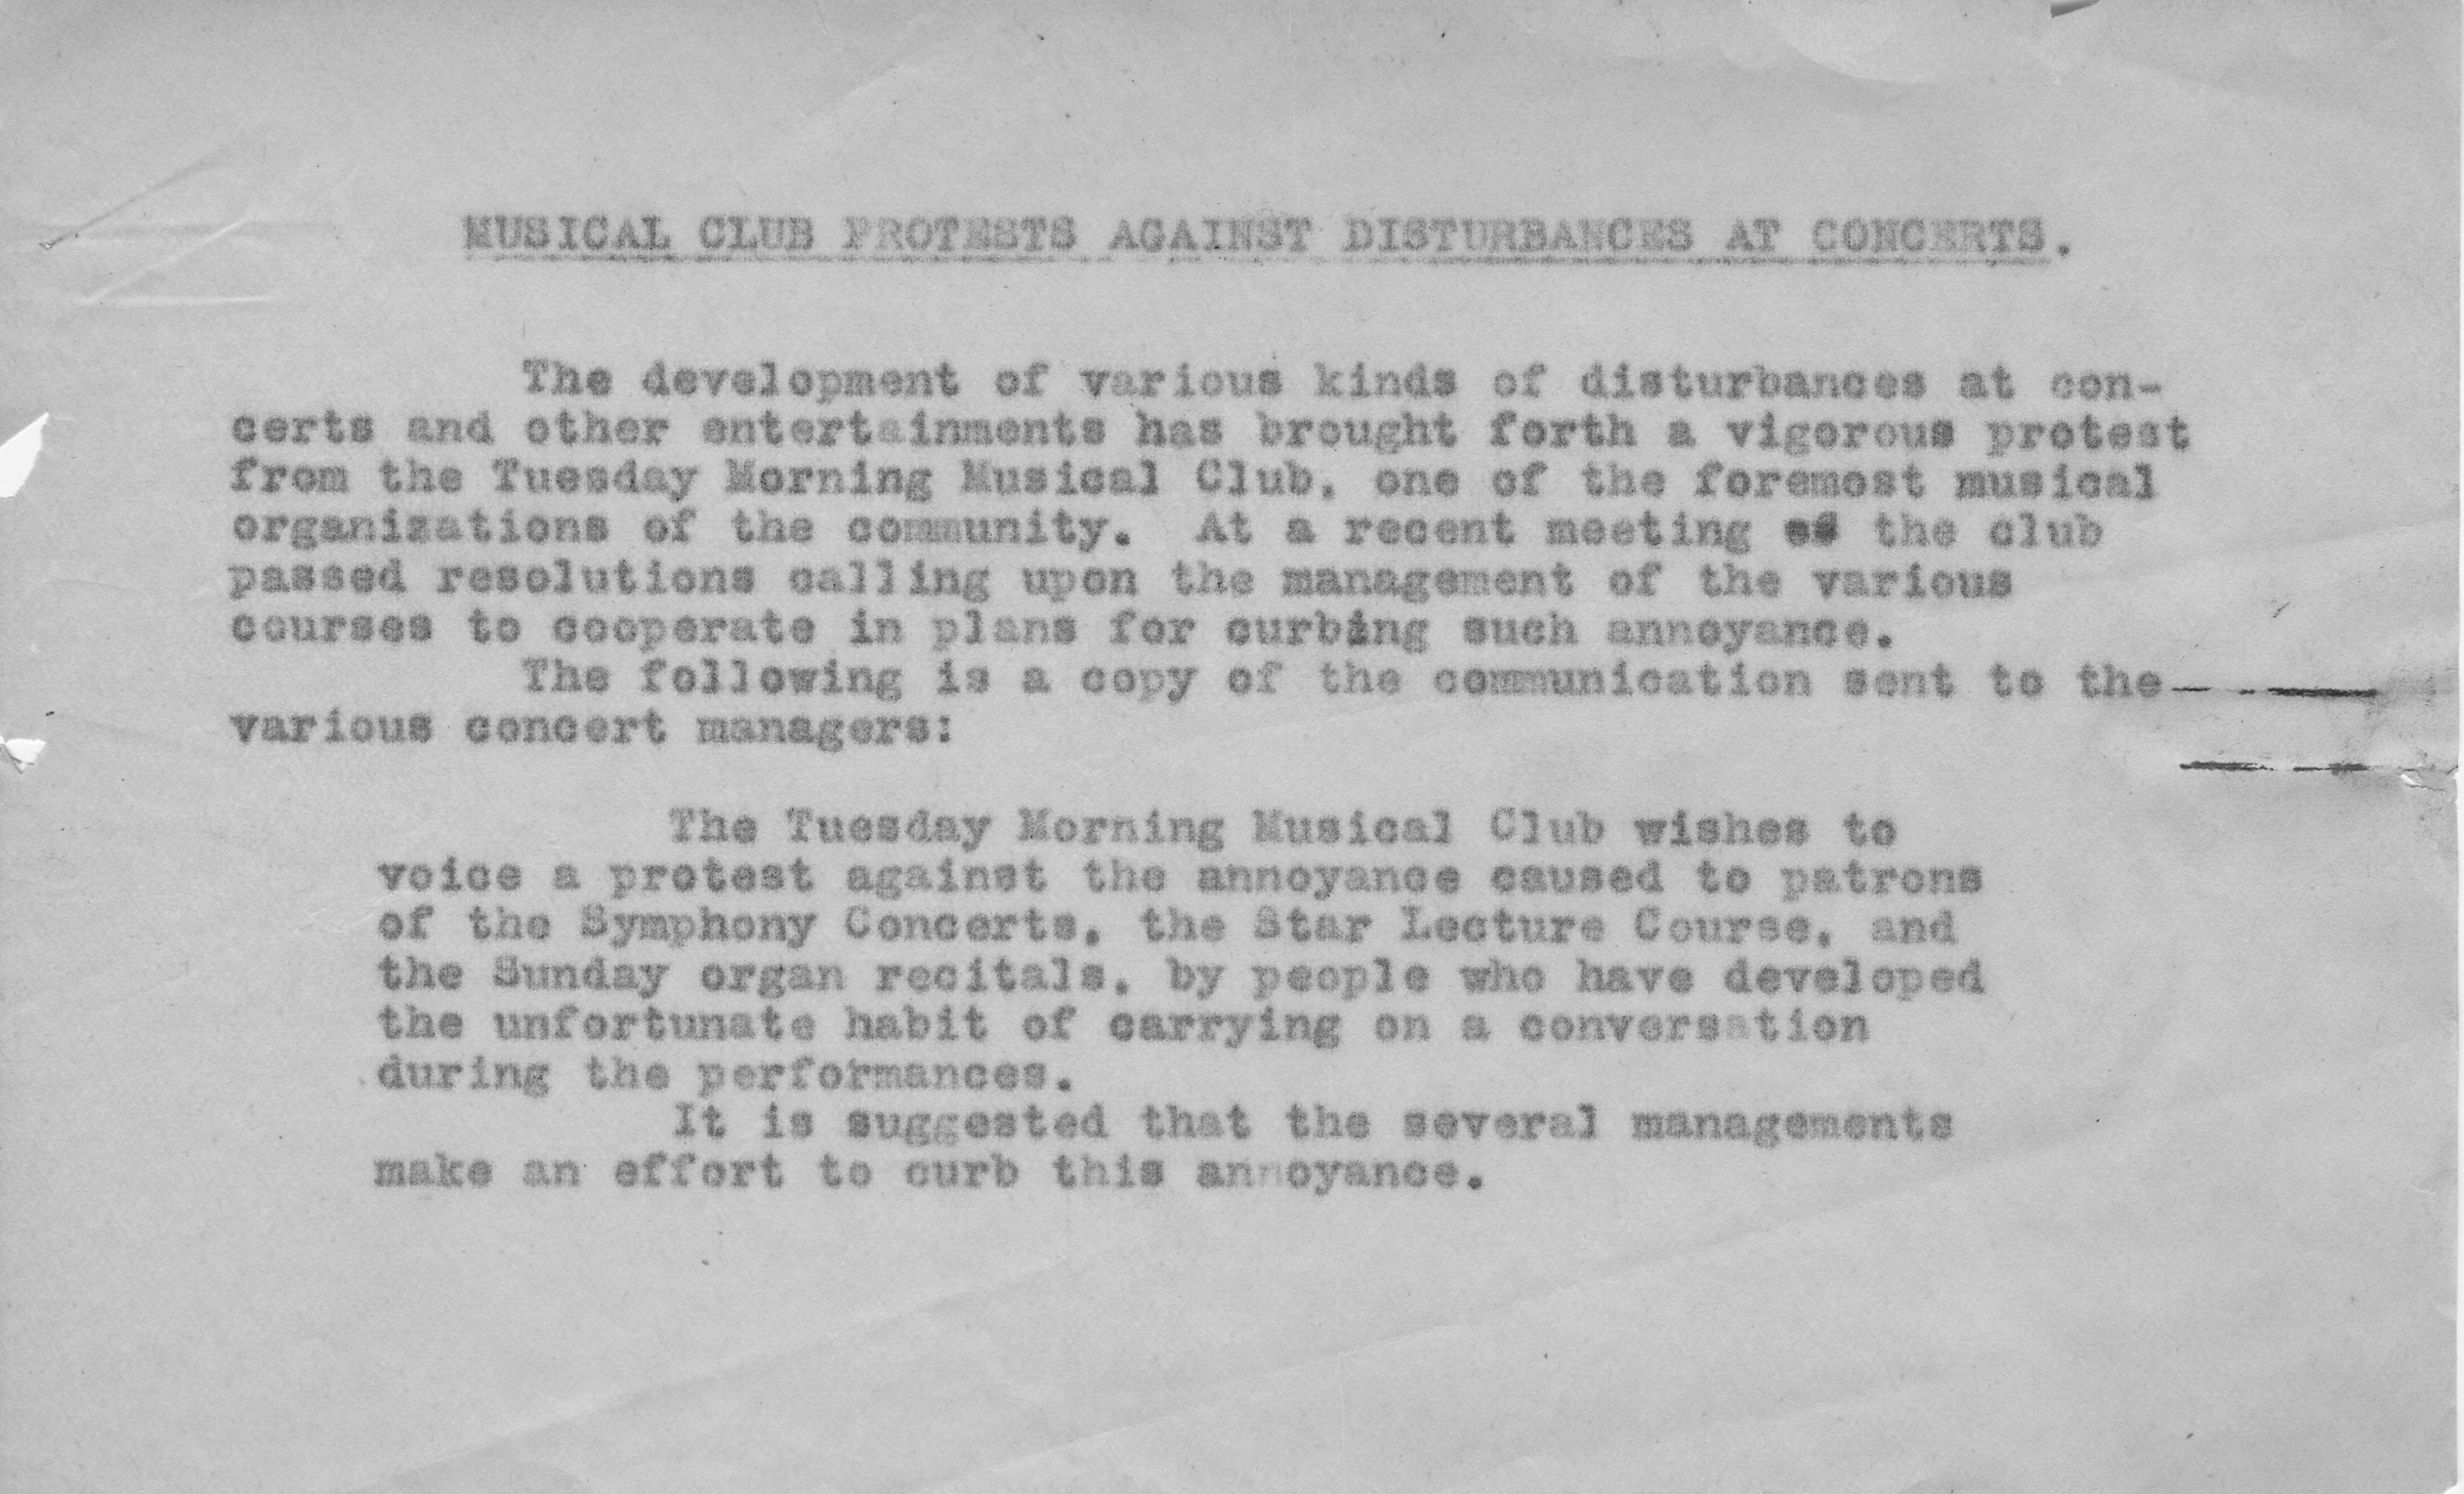 MUSICAL CLUB PROTESTS AGAINST DISTURBANCES AT CONCERTS.
The development of various kinds of disturbances at con-
certs and other entertainments has brought forth a vigorous protest
from the Tuesday Morning Musical Club, one of the foremost musical
organizations of the community. At a recent meeting of the club
passed resolutions calling upon the management of the various
courses to cooperate in plans for curbing such annoyance.
The following is a copy of the communication sent to the
various concert managers:
The Tuesday Morning Musical Club wishes to
voice a protest against the annoyance caused to patrons
of the Symphony Concerts, the Star Lecture Course, and
the Sunday organ recitals, by people who have developed
the unfortunate habit of carrying on a conversation
during the performances.
It is suggested that the several managements
make an effort to curb this annoyance.